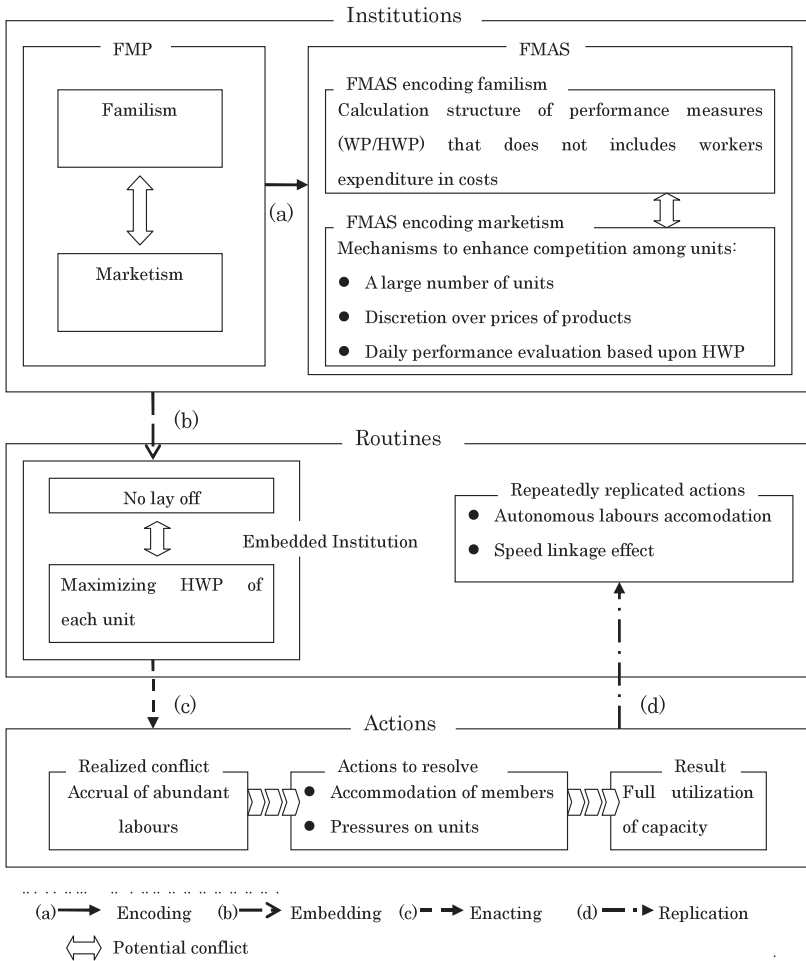 Institutions
FMP
Familism
Marketism
(a)
FMAS
FMAS encoding familism
Calculation structure of performance measures
(WP/HWP) that does not includes workers
expenditure in costs
FMAS encoding marketism
Mechanisms to enhance competition among units:
● A large number of units
● Discretion over prices of products
● Daily performance evaluation based upon HWP
(b)
Routines
No lay off
Embedded Institution
Maximizing HWP of
each unit
Repeatedly replicated actions
● Autonomous labours accomodation
● Speed linkage effect
(c)
(d)
Actions
Realized conflict
Accrual of abundant
labours
Actions to resolve
● Accommodation of members
● Pressures on units
Result
Full utilization
of capacity
(a) Encoding (b) Embedding (c) Enacting (d) Replication
Potential conflict